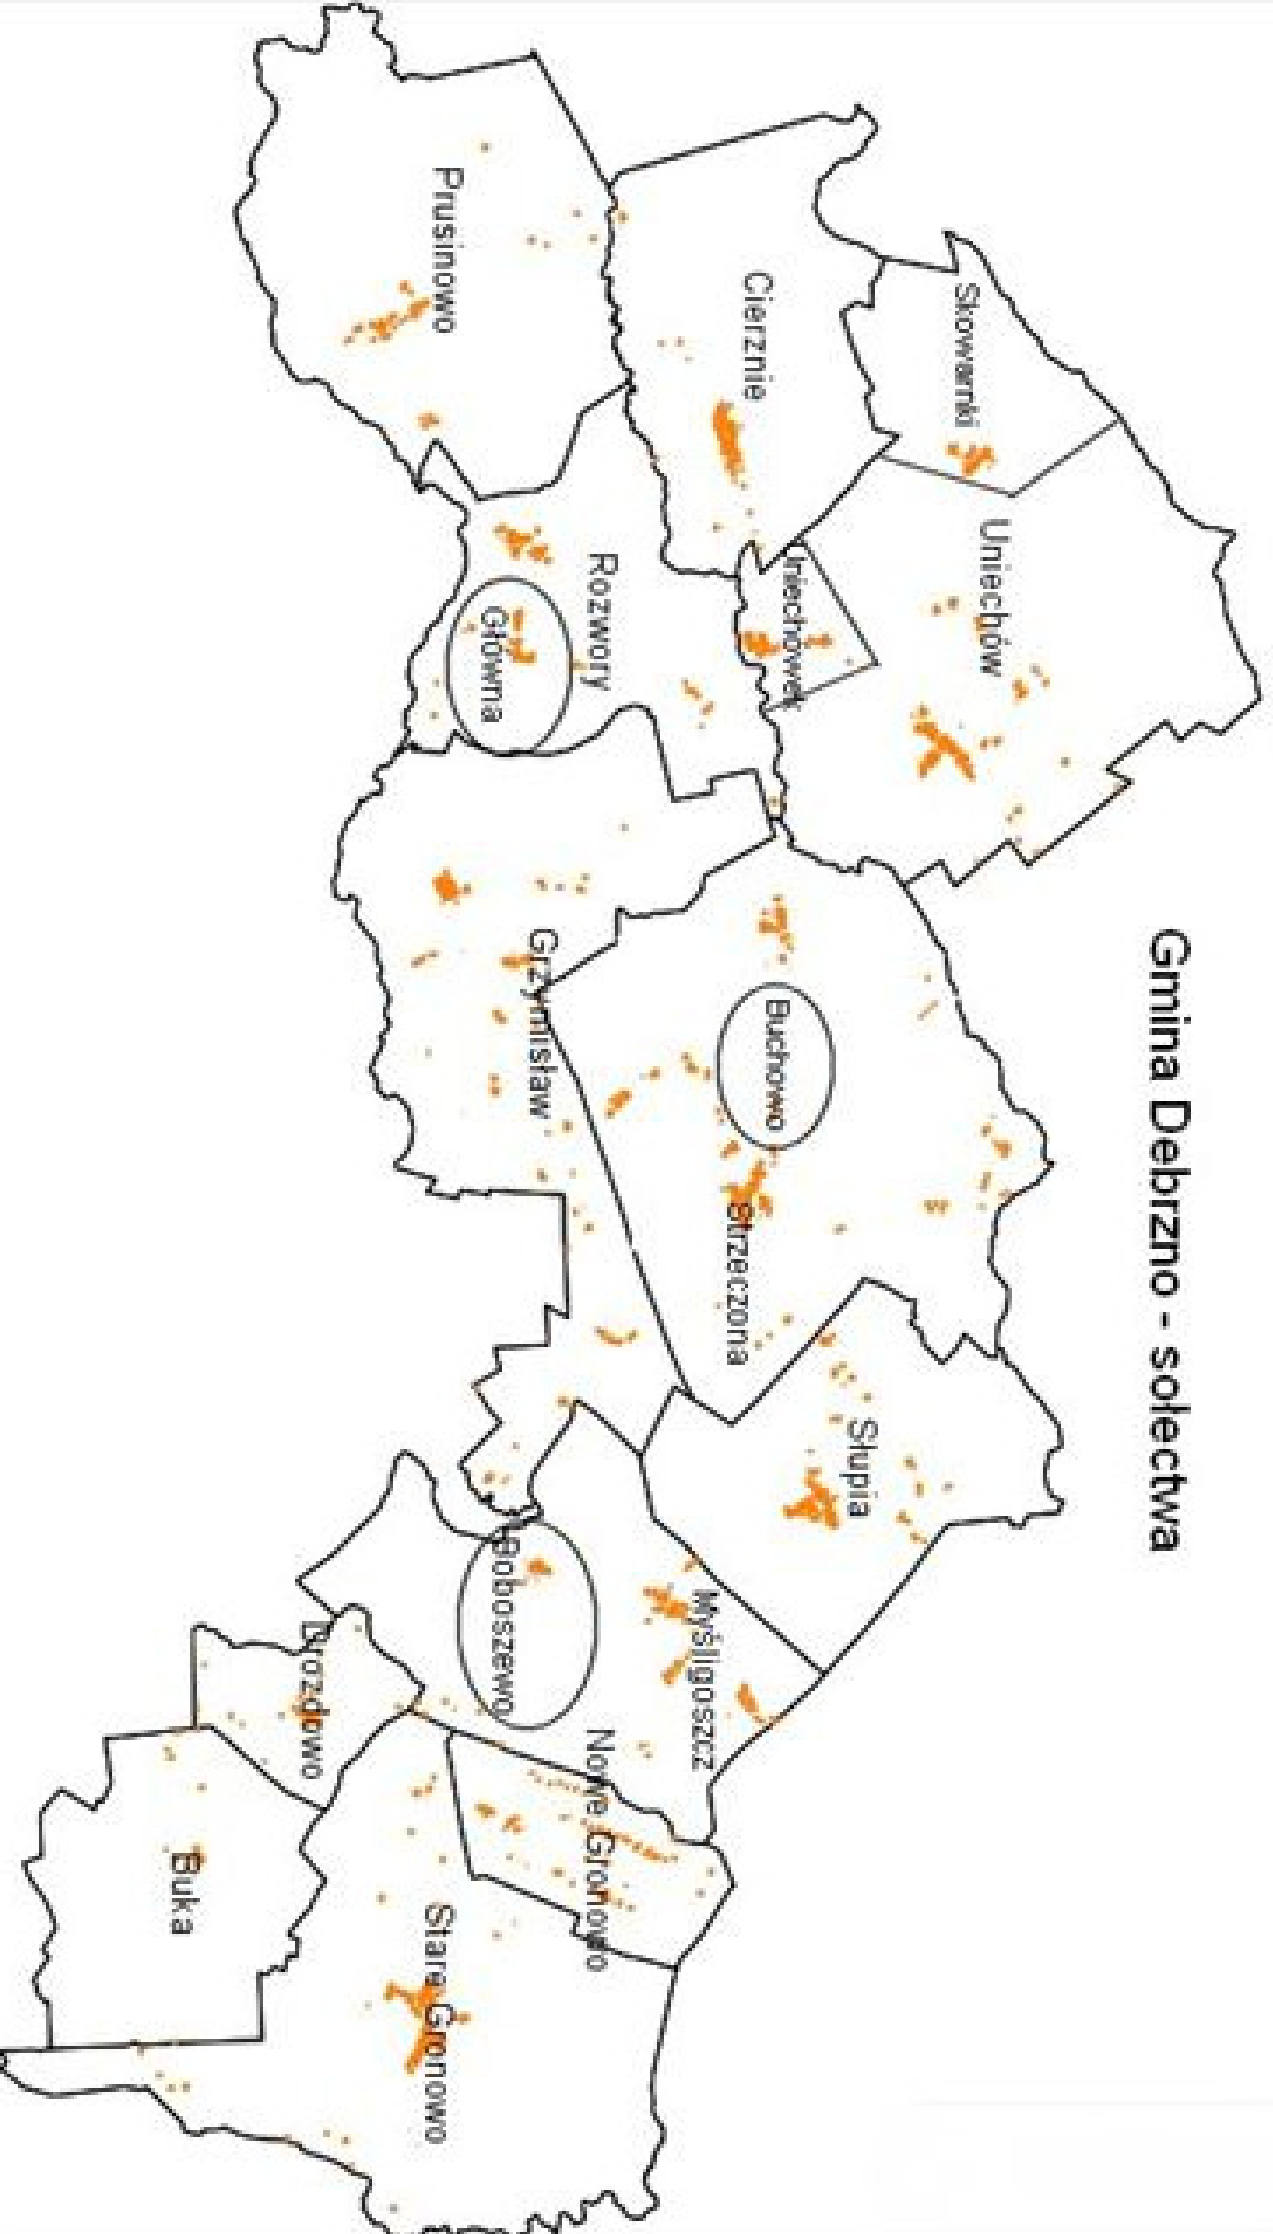 Gmina Debrzno - sołectwa
Skowarnki
Uniechów
Cierznie
Uniechówek
Prusinowo
Rozwory
Główna
Buchowo
Strzeczona
Grzymisław
Słupia
Myśligoszcz
Boboszewo
Nowe Gronowo
Drozdowo
Stare Gronowo
Buka